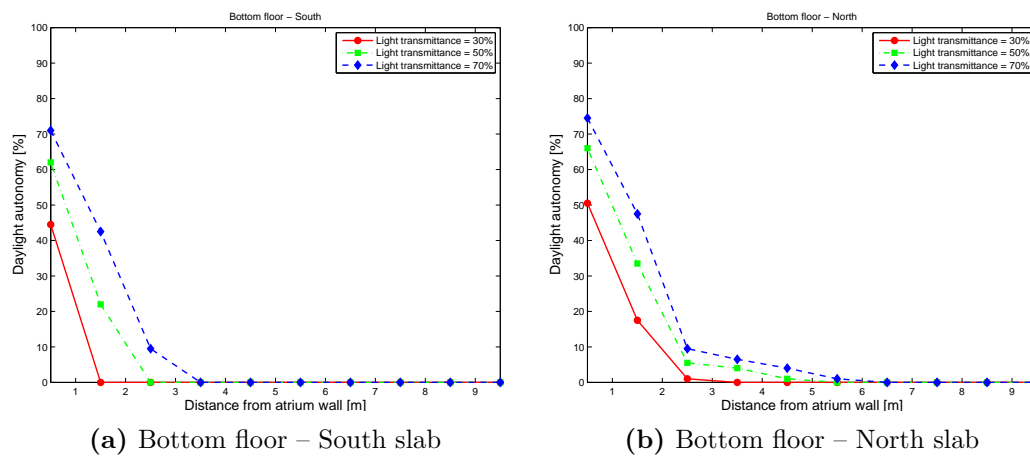 Bottom floor – South
100
90
80
70
60
50
40
30
20
10
0
Daylight autonomy [%]
Light transmittance = 30%
Light transmittance = 50%
Light transmittance = 70%
1 2 3 4 5 6 7 8 9
Distance from atrium wall [m]
(a) Bottom floor – South slab
Bottom floor – North
100
90
80
70
60
50
40
30
20
10
0
Daylight autonomy [%]
Light transmittance = 30%
Light transmittance = 50%
Light transmittance = 70%
1 2 3 4 5 6 7 8 9
Distance from atrium wall [m]
(b) Bottom floor – North slab